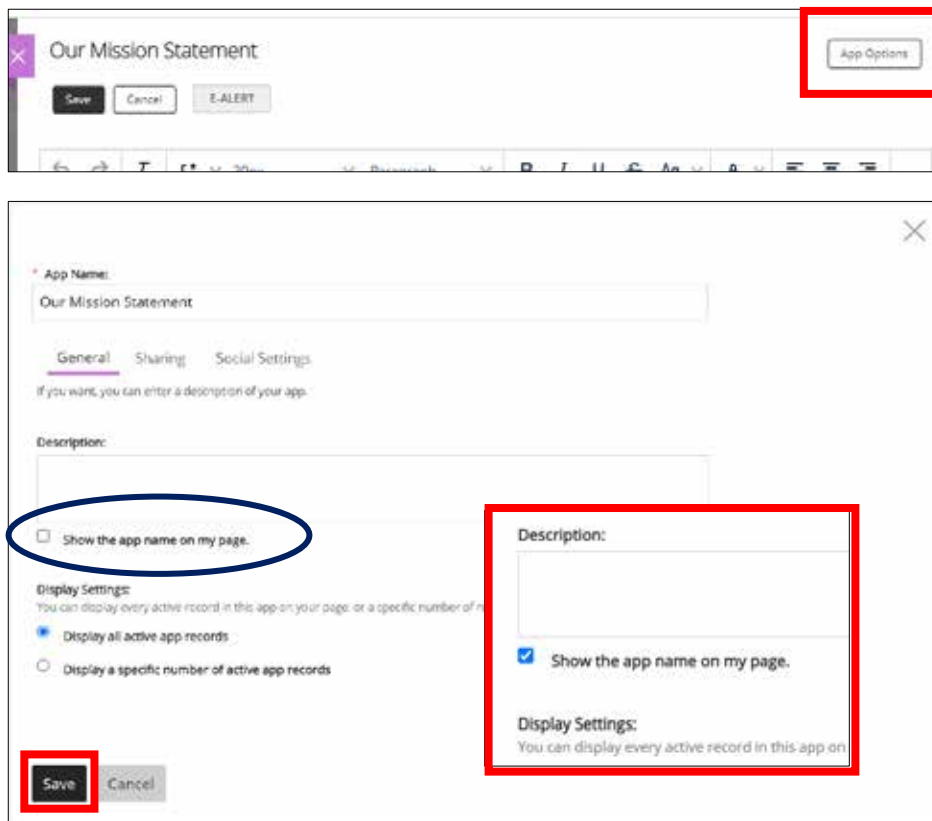 Our Mission Statement
App Options
Save Cancel E-ALERT
Paragraph
* App Name:
Our Mission Statement
General Sharing Social Settings
If you want, you can enter a description of your app.
Description:
Show the app name on my page.
Display Settings:
You can display every active record in this app on your page, or a specific number of
Display all active app records
Display a specific number of active app records
Save Cancel
Description:
Show the app name on my page.
Display Settings:
You can display every active record in this app on